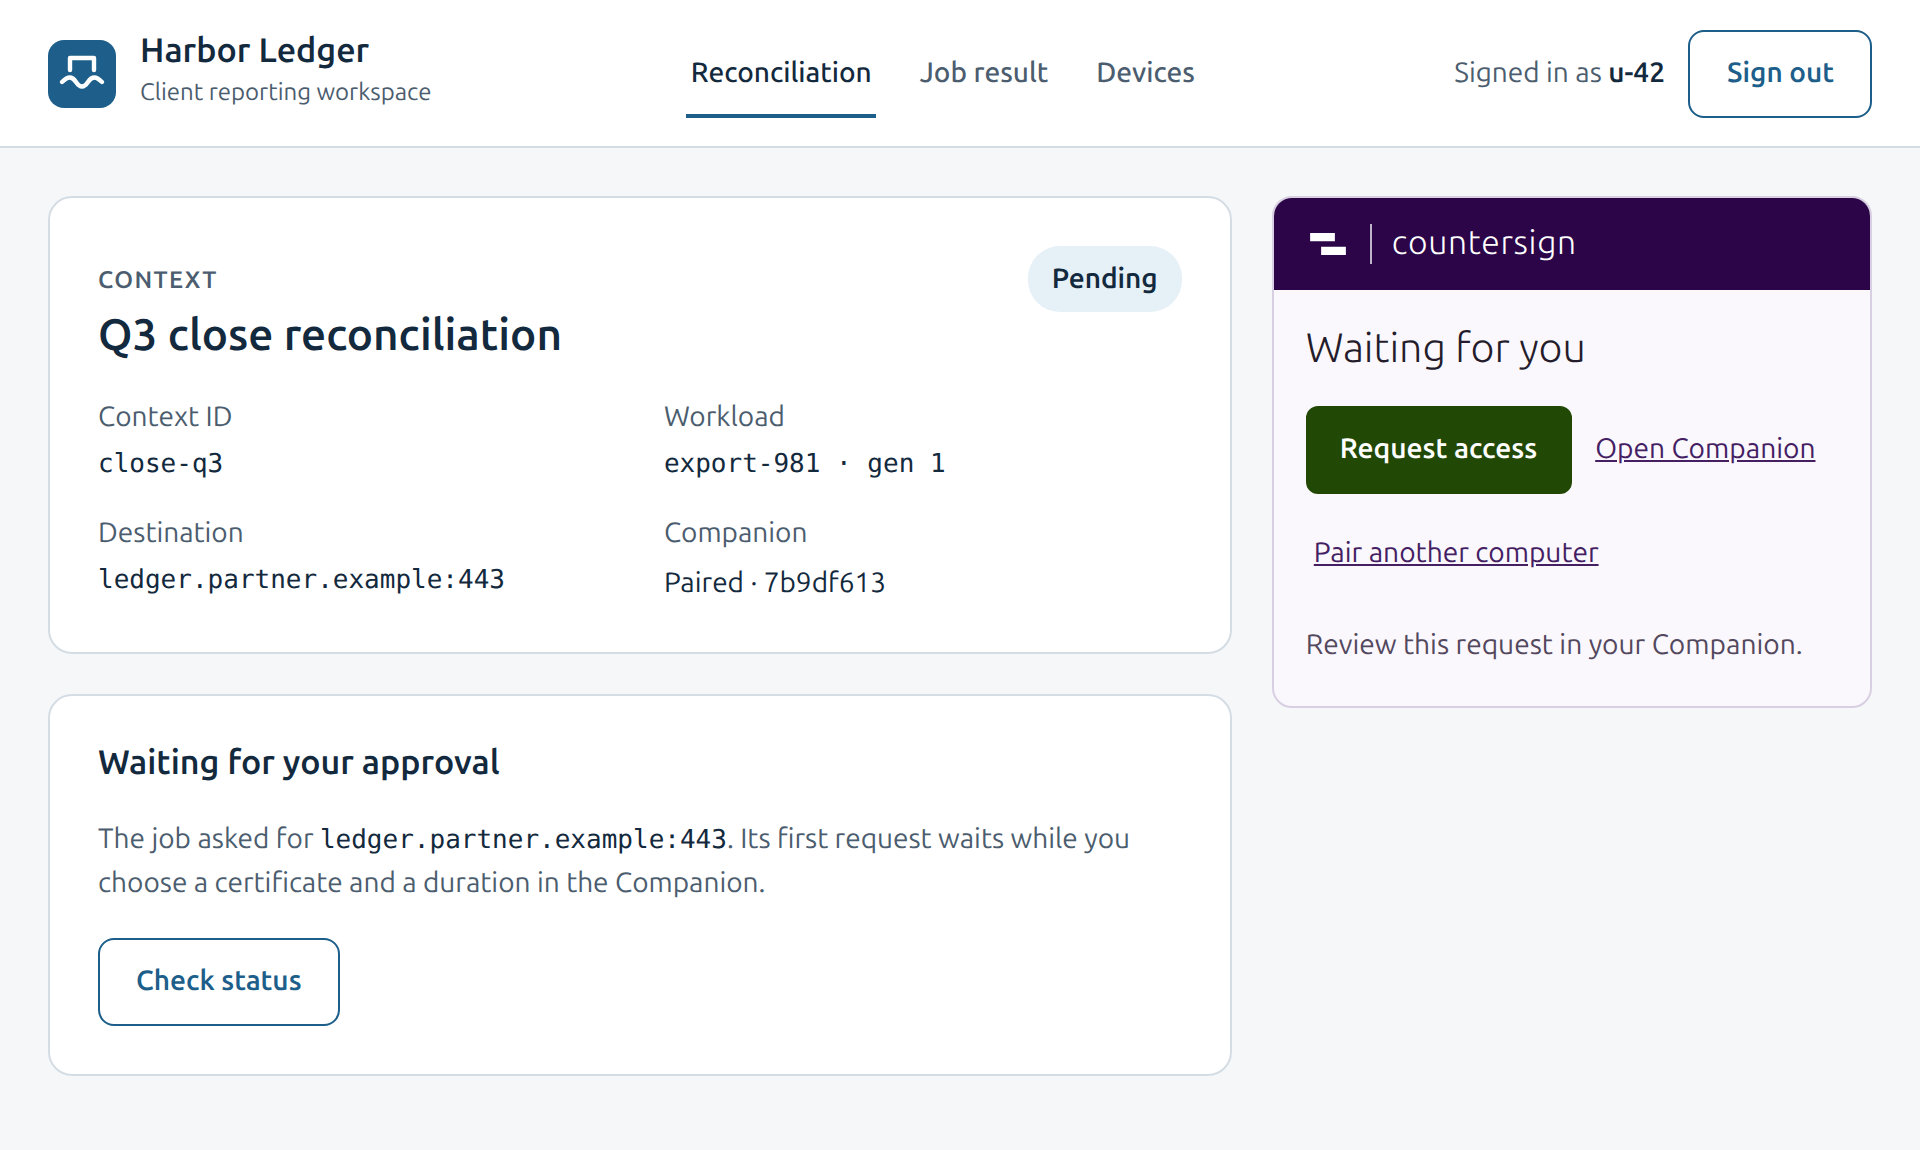 Harbor Ledger
Client reporting workspace
Reconciliation
Job result
Devices
Signed in as u-42
Sign out
CONTEXT
Pending
Q3 close reconciliation
Context ID
close-q3
Workload
export-981 · gen 1
Destination
ledger.partner.example:443
Companion
Paired · 7b9df613
Waiting for your approval
The job asked for ledger.partner.example:443. Its first request waits while you
choose a certificate and a duration in the Companion.
Check status
countersign
Waiting for you
Request access
Open Companion
Pair another computer
Review this request in your Companion.